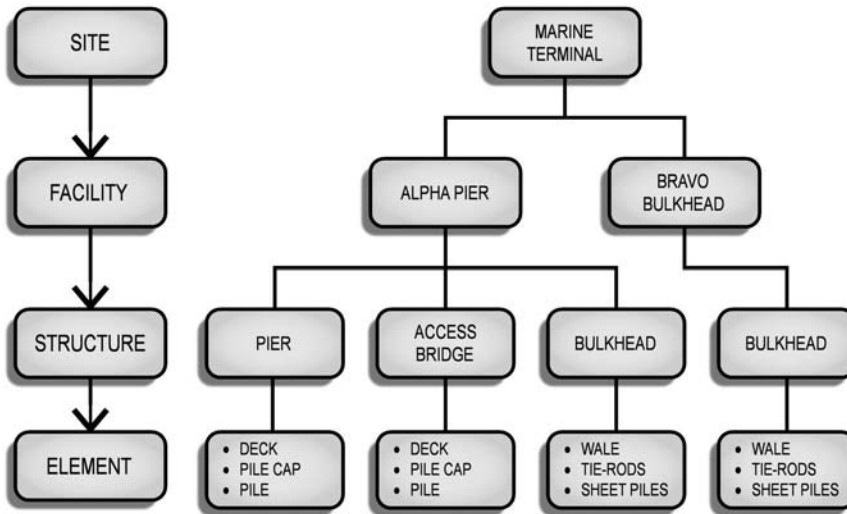 SITE
MARINE
TERMINAL
FACILITY
ALPHA PIER
BRAVO
BULKHEAD
STRUCTURE
PIER
ACCESS
BRIDGE
BULKHEAD
BULKHEAD
ELEMENT
• DECK
• PILE CAP
• PILE
• DECK
• PILE CAP
• PILE
• WALE
• TIE-RODS
• SHEET PILES
• WALE
• TIE-RODS
• SHEET PILES